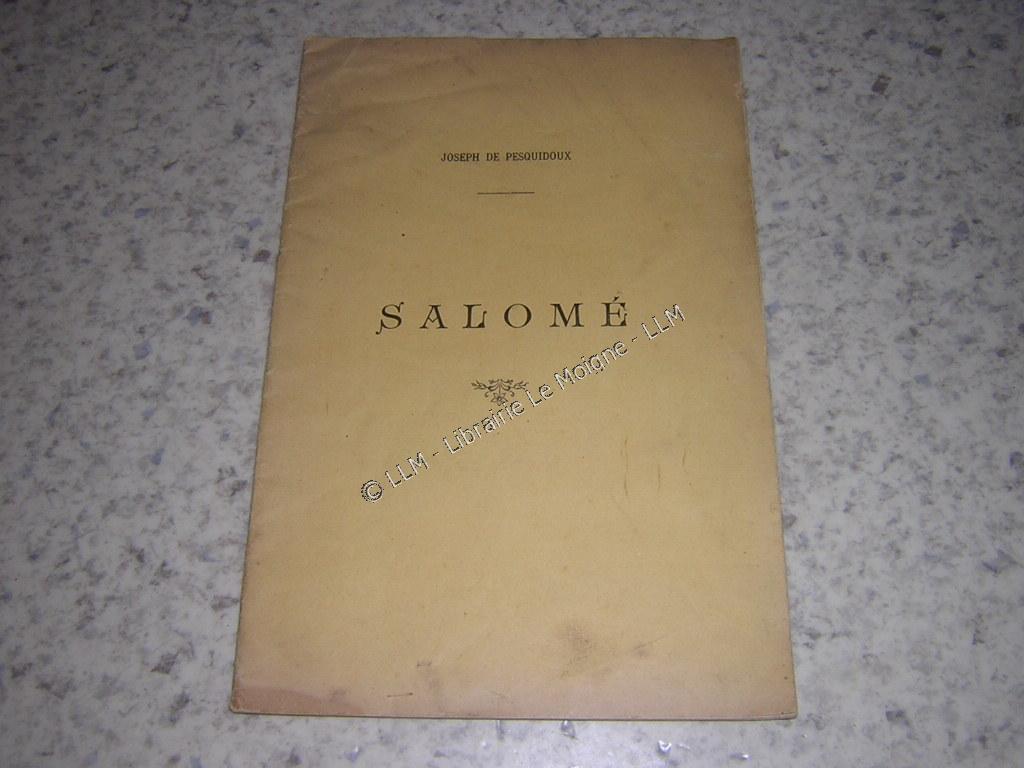 JOSEPH DE PESQUIDOUX
SALOMÉ
© LLM - Librairie Le Moigne - LLM